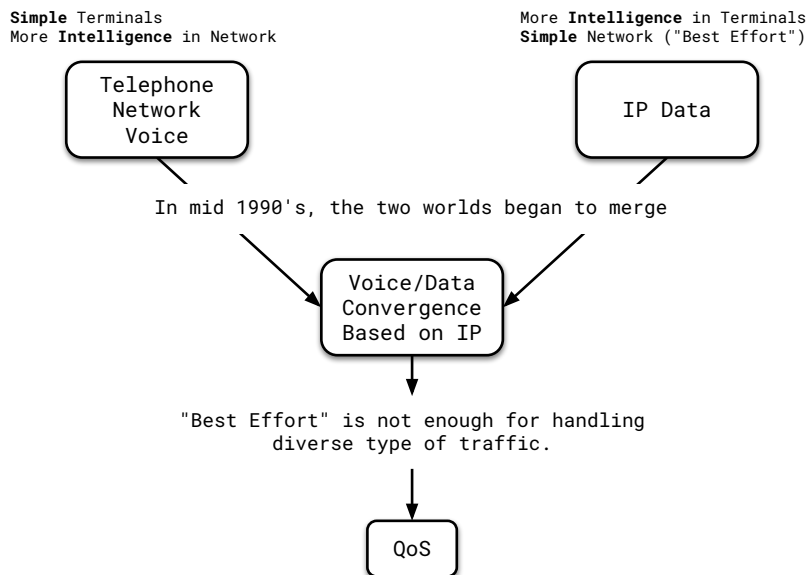 Simple Terminals
More Intelligence in Network
More Intelligence in Terminals
Simple Network ("Best Effort")
Telephone
Network
Voice
IP Data
In mid 1990's, the two worlds began to merge
Voice/Data
Convergence
Based on IP
"Best Effort" is not enough for handling
diverse type of traffic.
QoS